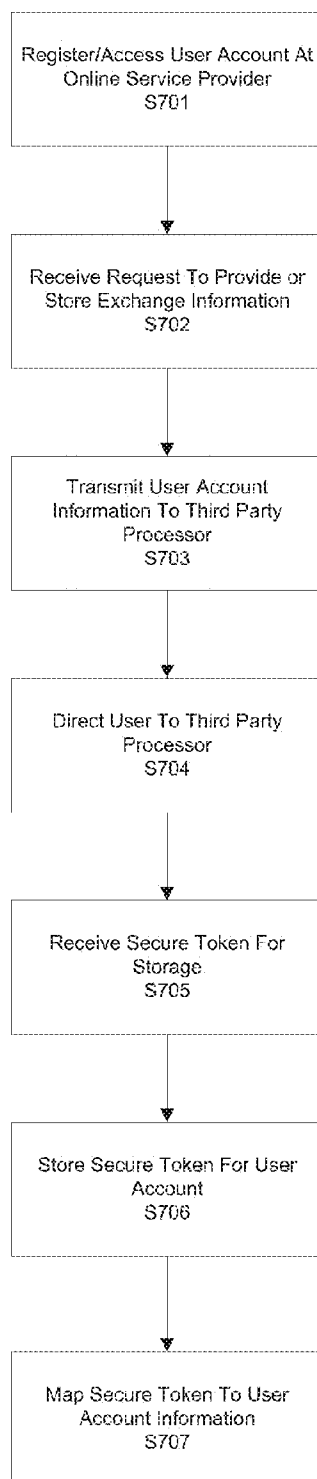 Register/Access User Account At
Online Service Provider
S701
Receive Request To Provide or
Store Exchange Information
S702
Transmit User Account
Information To Third Party
Processor
S703
Direct User To Third Party
Processor
S704
Receive Secure Token For
Storage
S705
Store Secure Token For User
Account
S706
Map Secure Token To User
Account Information
S707